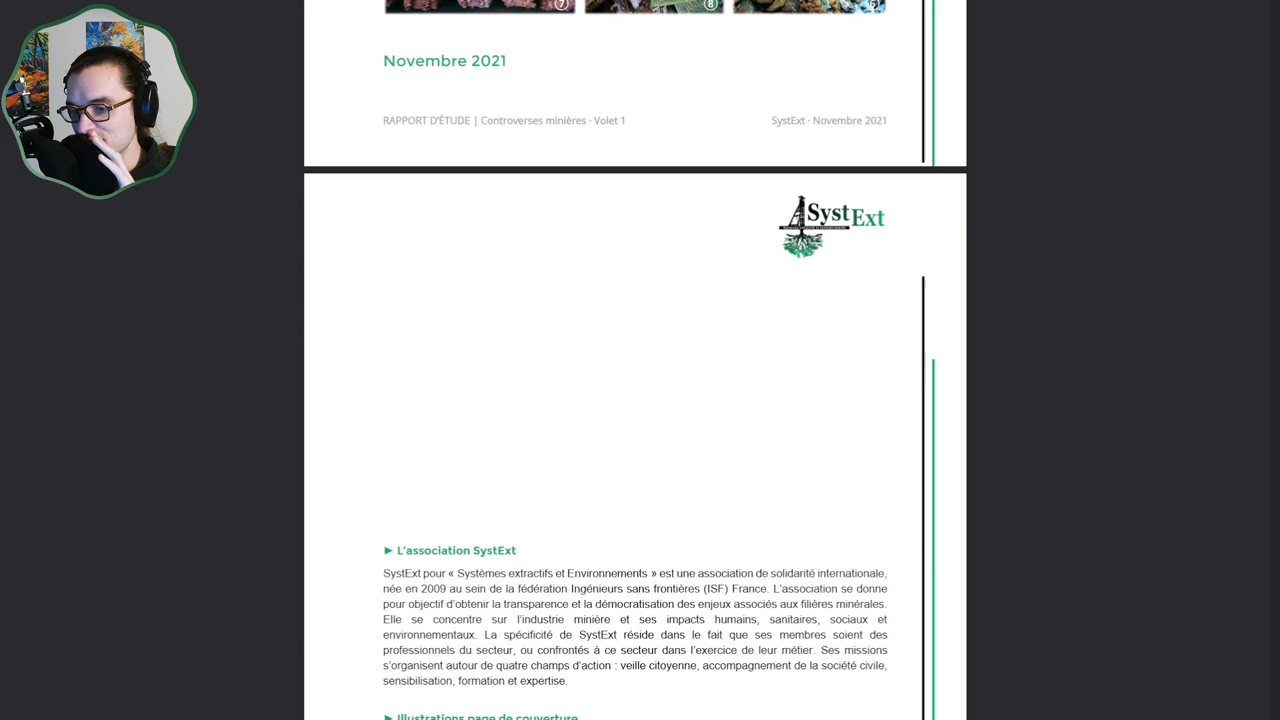 7
8
Novembre 2021
RAPPORT D'ÉTUDE | Controverses minières · Volet 1
SystExt · Novembre 2021
SystExt
► L'association SystExt
SystExt pour « Systèmes extractifs et Environnements » est une association de solidarité internationale,
née en 2009 au sein de la fédération Ingénieurs sans frontières (ISF) France. L'association se donne
pour objectif d'obtenir la transparence et la démocratisation des enjeux associés aux filières minérales.
Elle se concentre sur l'industrie minière et ses impacts humains, sanitaires, sociaux et
environnementaux. La spécificité de SystExt réside dans le fait que ses membres soient des
professionnels du secteur, ou confrontés à ce secteur dans l'exercice de leur métier. Ses missions
s'organisent autour de quatre champs d'action : veille citoyenne, accompagnement de la société civile,
sensibilisation, formation et expertise.
► Illustrations page de couverture